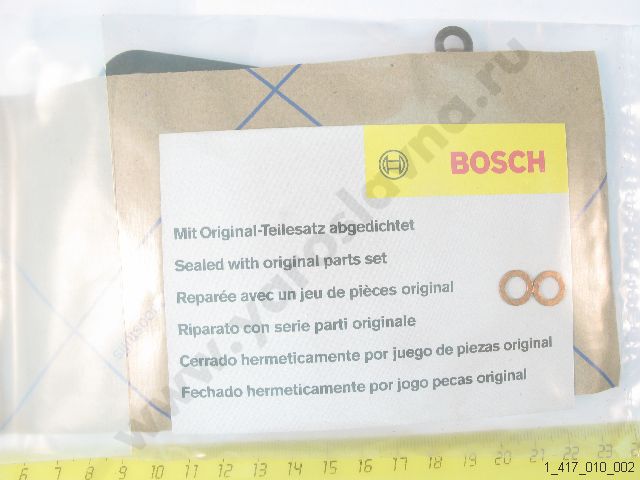 BOSCH
Mit Original-Teilesatz abgedichtet
Sealed with original parts set
Reparée avec un jeu de pièces original
Riparato con serie parti originale
Cerrado hermeticamente por juego de piezas original
Fechado hermeticamente por jogo pecas original
www.yaroslavna.ru
6 7 8 9 10 11 12 13 14 15 16 17 18 19 20 21 22 23
1_417_010_002